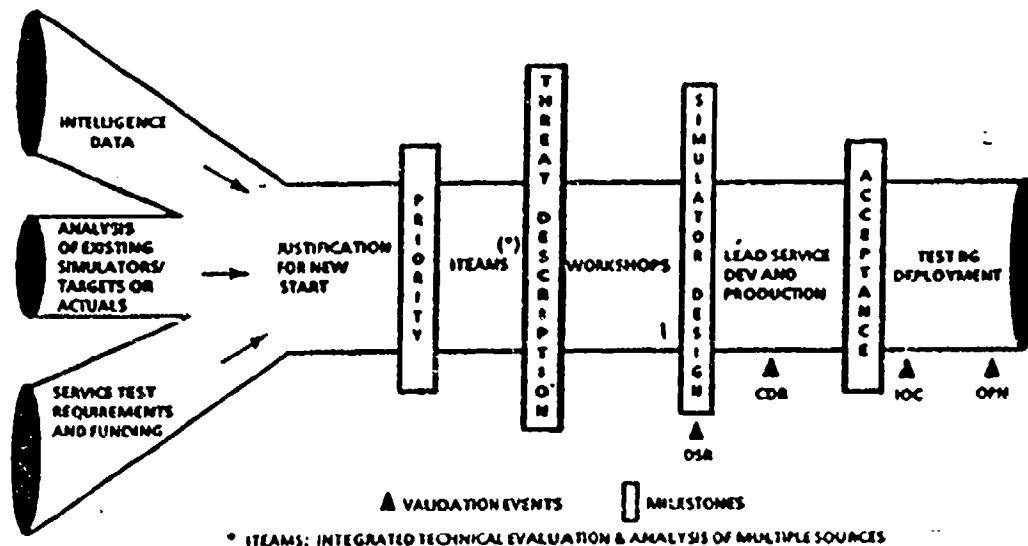 INTELLIGENCE
DATA
ANALYSIS
OF EXISTING
SIMULATORS/
TARGETS OR
ACTUALS
SERVICE TEST
REQUIREMENTS
AND FUNDING
JUSTIFICATION
FOR NEW
START
PRIORITY
ITEAMS (*)
THREAT DESCRIPTION
WORKSHOPS
SIMULATOR DESIGN
LEAD SERVICE
DEV AND
PRODUCTION
ACCEPTANCE
TESTING
DEPLOYMENT
DSR
CDR
IOC
OPN
VALIDATION EVENTS
MILESTONES
* ITEAMS: INTEGRATED TECHNICAL EVALUATION & ANALYSIS OF MULTIPLE SOURCES